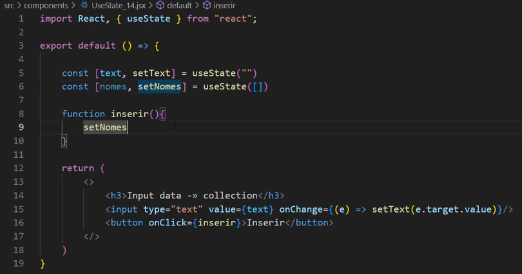 src > components > UseState_14.jsx > default > inserir
1 import React, { useState } from "react";
2
3 export default () => {
4
5 const [text, setText] = useState("")
6 const [nomes, setNomes] = useState([])
7
8 function inserir(){
9 setNomes
10 }
11
12 return (
13 <>
14 <h3>Input data -» collection</h3>
15 <input type="text" value={text} onChange={(e) => setText(e.target.value)}/>
16 <button onClick={inserir}>Inserir</button>
17 </>
18 )
19 }